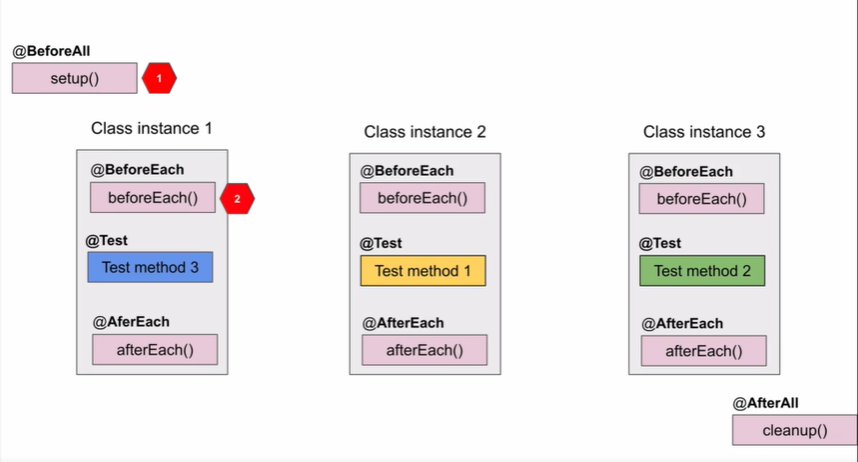 @BeforeAll
setup()
1
Class instance 1
@BeforeEach
beforeEach()
2
@Test
Test method 3
@AferEach
afterEach()
Class instance 2
@BeforeEach
beforeEach()
@Test
Test method 1
@AfterEach
afterEach()
Class instance 3
@BeforeEach
beforeEach()
@Test
Test method 2
@AfterEach
afterEach()
@AfterAll
cleanup()